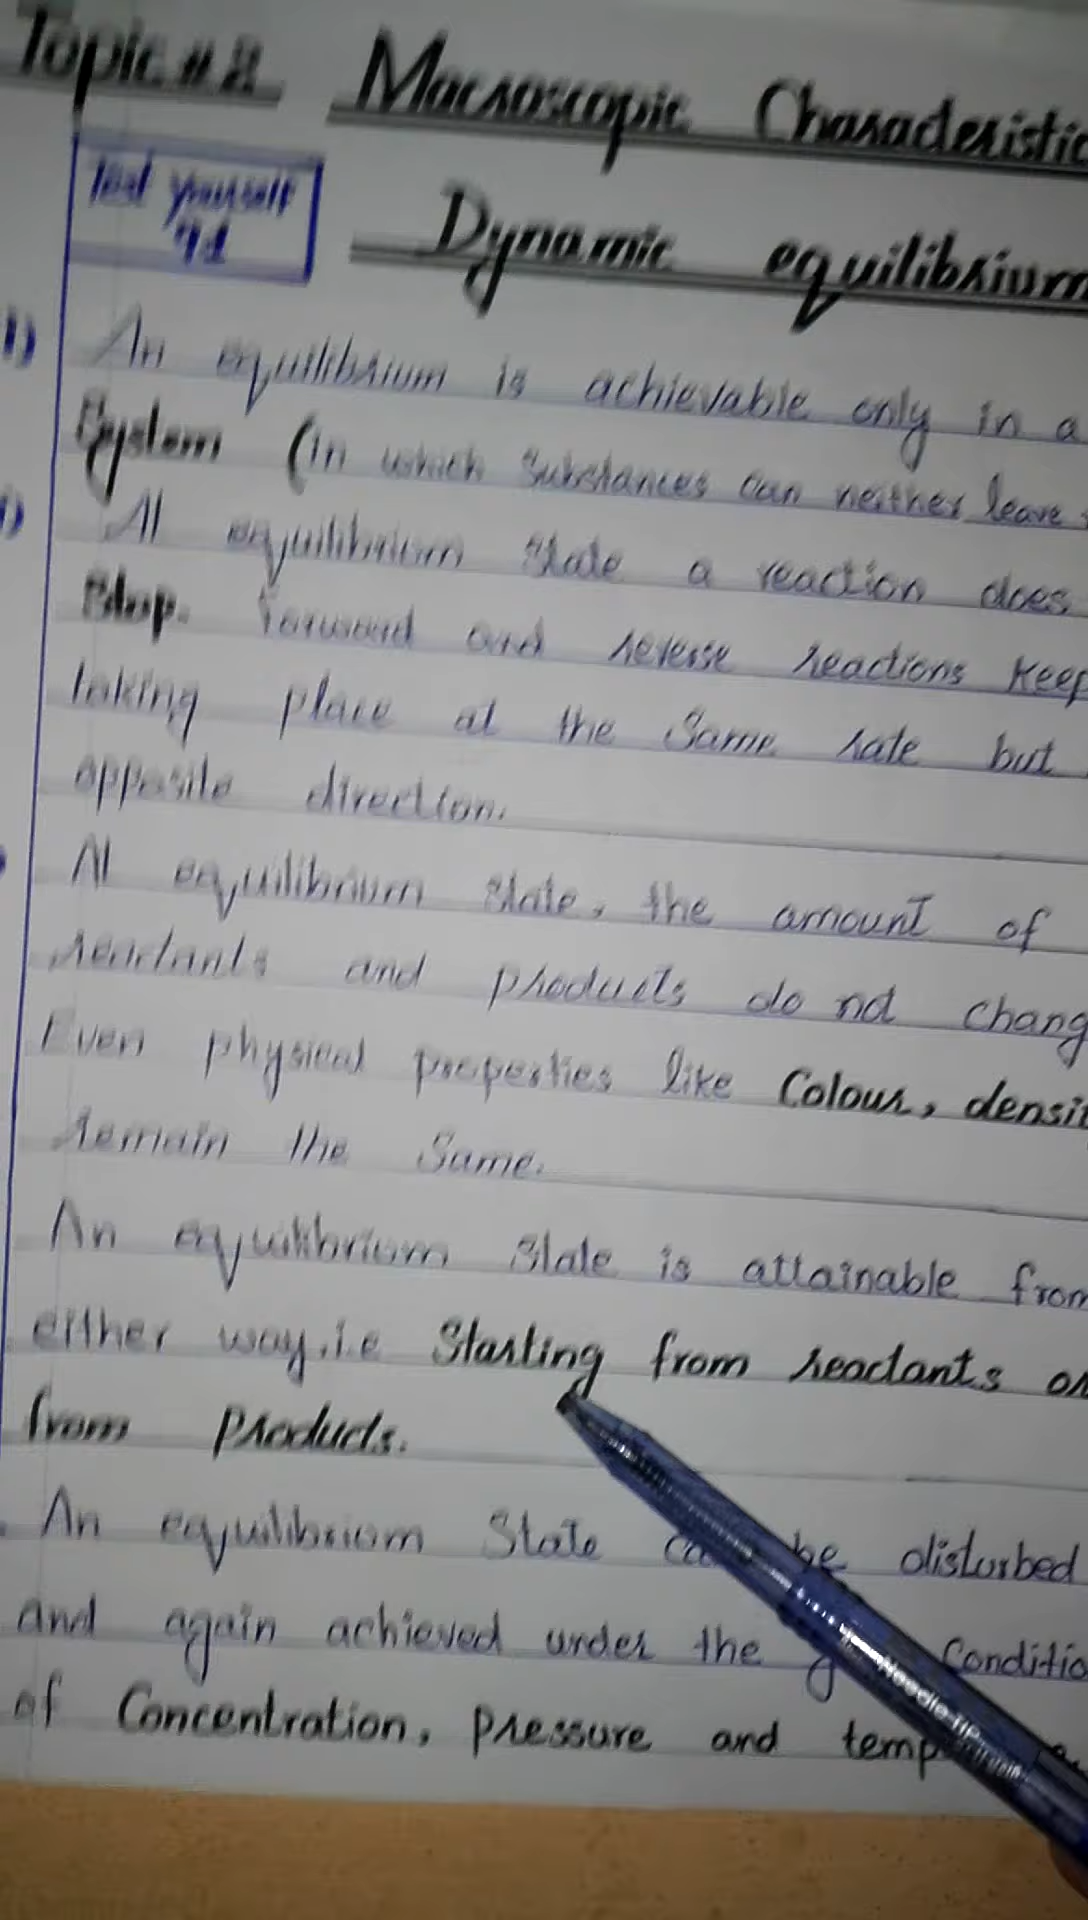 Topic # 2 Macroscopic Characteristic
Test yourself
9.1
Dynamic equilibrium
i) An equilibrium is achievable only in a
System (in which substances can neither leave
At equilibrium state a reaction does
Stop. Forward and reverse reactions keep
taking place at the same rate but
opposite direction.
At equilibrium state, the amount of
reactants and products do not chang
Even physical properties like Colour, densi
remain the same.
An equilibrium state is attainable from
either way.i.e Starting from reactants or
from Products.
An equilibrium State can be disturbed
and again achieved under the conditio
of Concentration, pressure and temp
Needle-tip